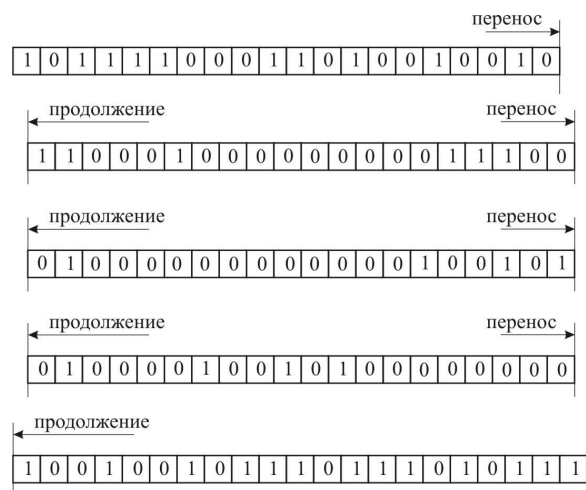 перенос
1 0 1 1 1 1 0 0 0 1 1 0 1 0 0 1 0 0 1 0
продолжение перенос
1 1 0 0 0 1 0 0 0 0 0 0 0 0 0 1 1 1 0 0
продолжение перенос
0 1 0 0 0 0 0 0 0 0 0 0 0 0 1 0 0 1 0 1
продолжение перенос
0 1 0 0 0 0 1 0 0 1 0 1 0 0 0 0 0 0 0 0
продолжение
1 0 0 1 0 0 1 0 1 1 1 0 1 1 1 0 1 0 1 1 1